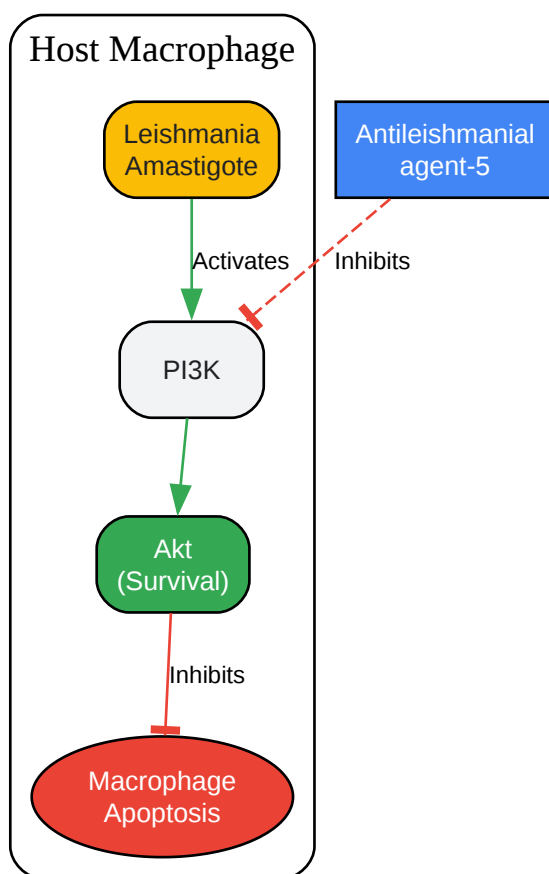 Host Macrophage
Leishmania
Amastigote
Antileishmanial
agent-5
Activates
Inhibits
PI3K
Akt
(Survival)
Inhibits
Macrophage
Apoptosis